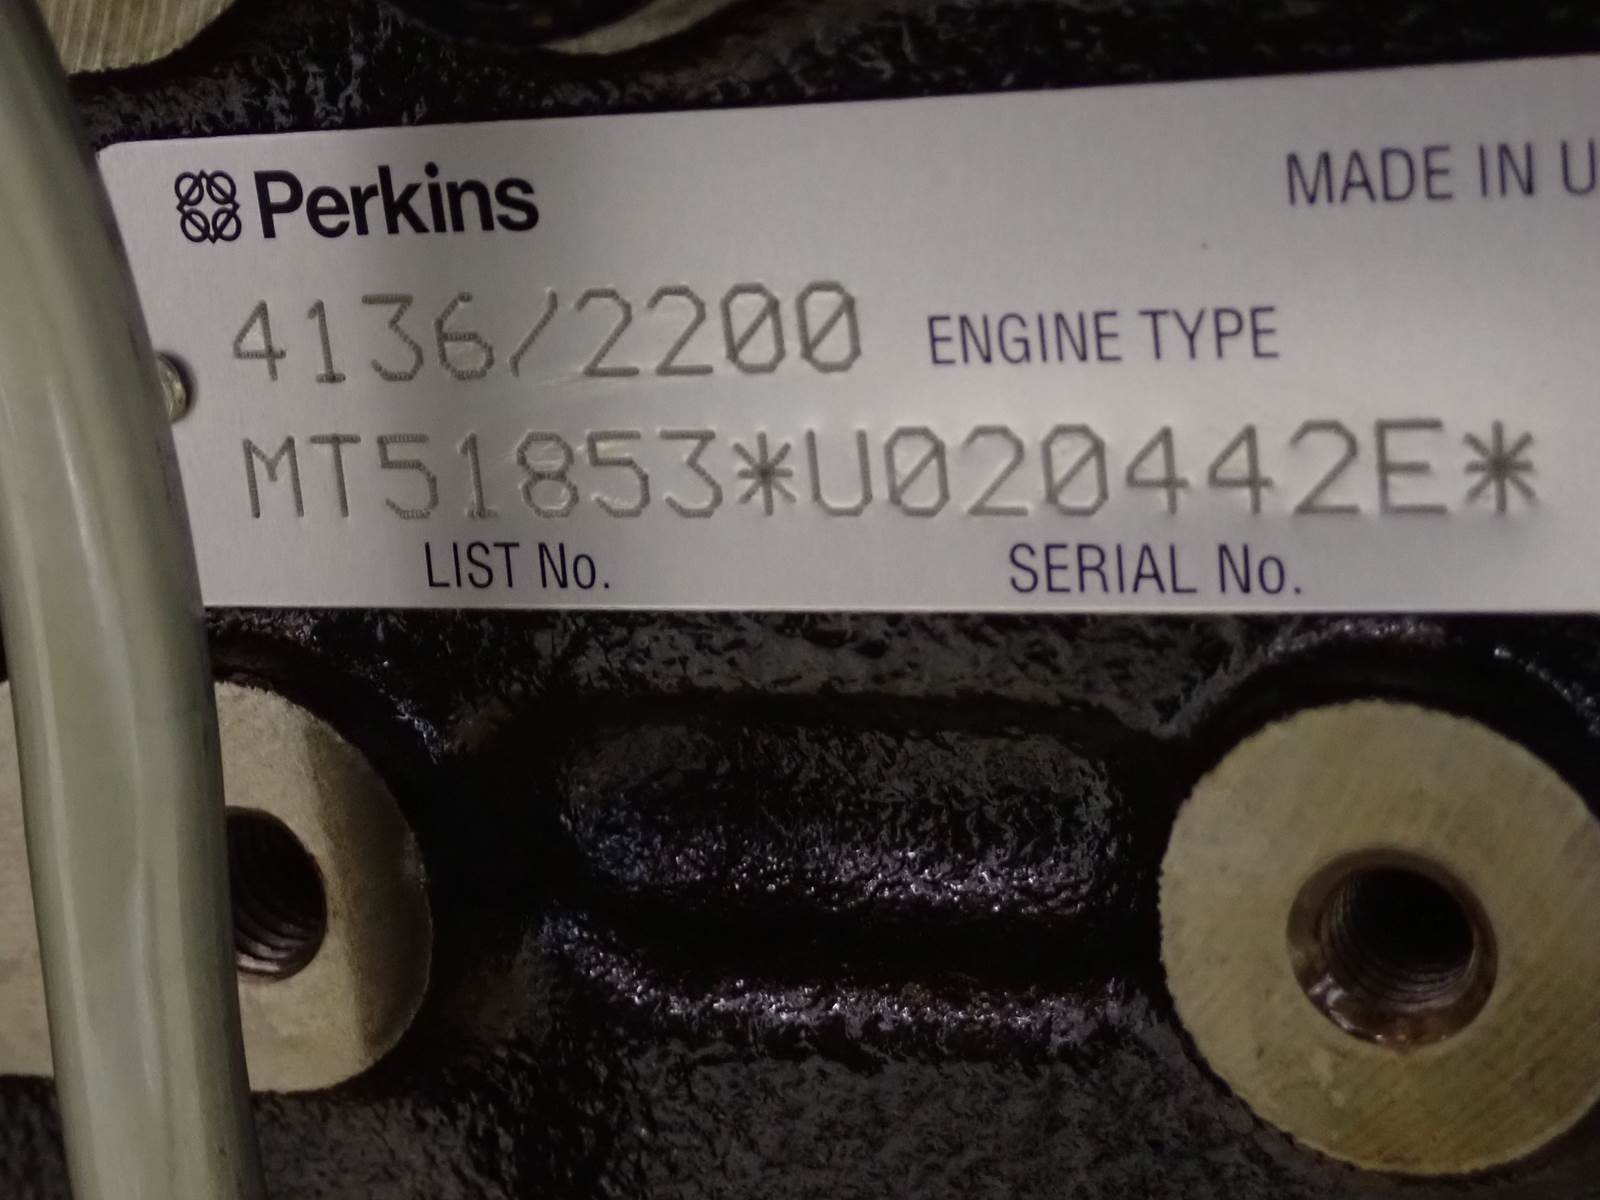 Perkins MADE IN U
4136/2200 ENGINE TYPE
MT51853*U020442E*
LIST No. SERIAL No.